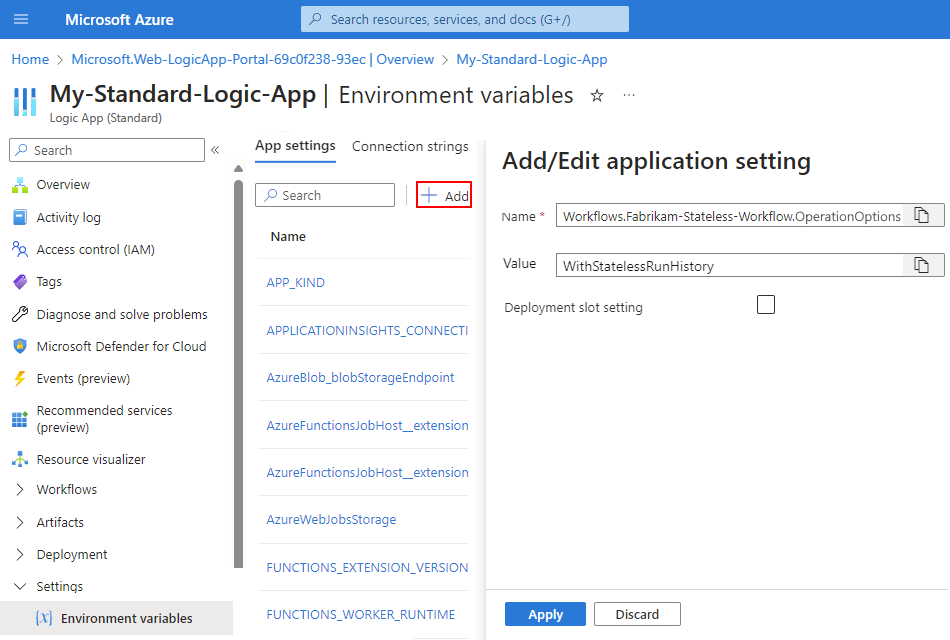 Microsoft Azure
Search resources, services, and docs (G+/)
Home > Microsoft.Web-LogicApp-Portal-69c0f238-93ec | Overview > My-Standard-Logic-App
My-Standard-Logic-App | Environment variables
Logic App (Standard)
Search
Overview
Activity log
Access control (IAM)
Tags
Diagnose and solve problems
Microsoft Defender for Cloud
Events (preview)
Recommended services
(preview)
Resource visualizer
Workflows
Artifacts
Deployment
Settings
Environment variables
App settings Connection strings
Search
Add
Name
APP_KIND
APPLICATIONINSIGHTS_CONNECTI
AzureBlob_blobStorageEndpoint
AzureFunctionsJobHost__extension
AzureFunctionsJobHost__extension
AzureWebJobsStorage
FUNCTIONS_EXTENSION_VERSION
FUNCTIONS_WORKER_RUNTIME
Add/Edit application setting
Name * Workflows.Fabrikam-Stateless-Workflow.OperationOptions
Value WithStatelessRunHistory
Deployment slot setting
Apply Discard